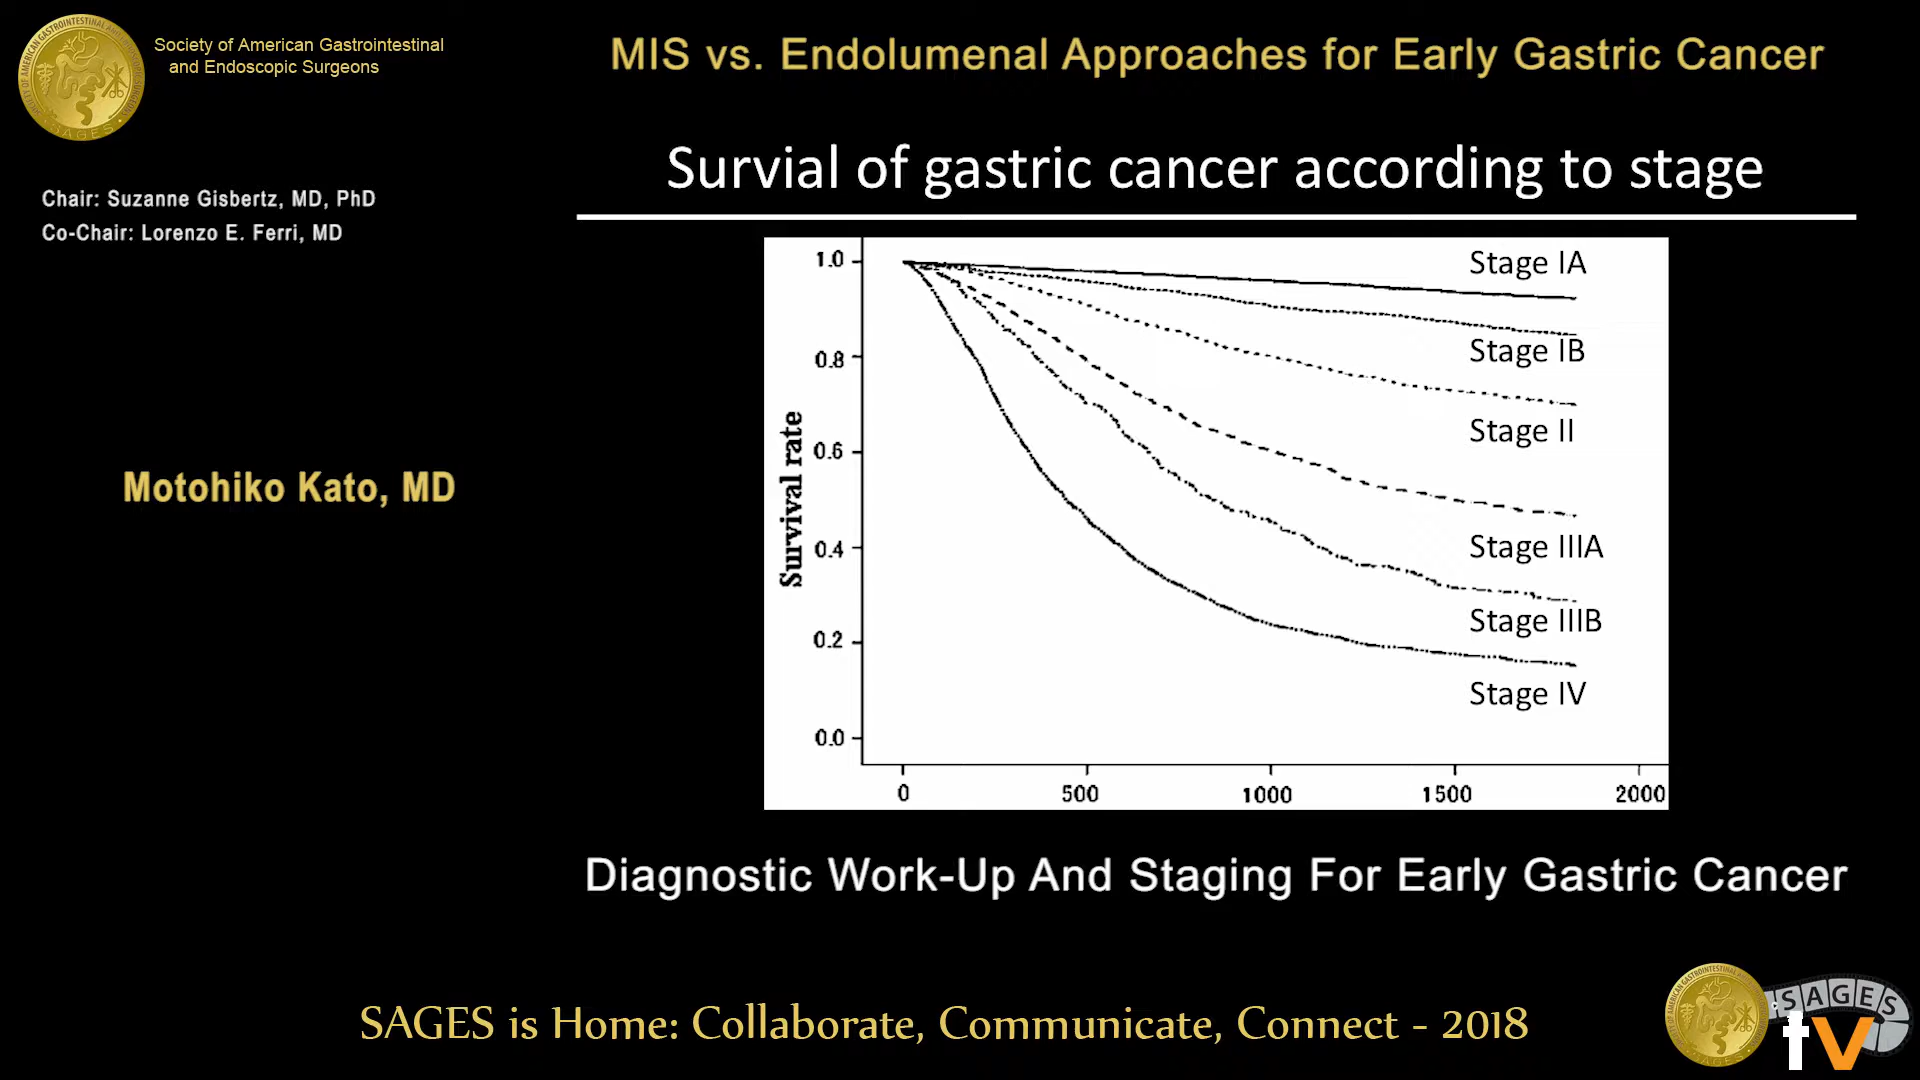 Society of American Gastrointestinal
and Endoscopic Surgeons
MIS vs. Endolumenal Approaches for Early Gastric Cancer
Chair: Suzanne Gisbertz, MD, PhD
Co-Chair: Lorenzo E. Ferri, MD
Motohiko Kato, MD
Survial of gastric cancer according to stage
Survival rate
1.0
0.8
0.6
0.4
0.2
0.0
0 500 1000 1500 2000
Stage IA
Stage IB
Stage II
Stage IIIA
Stage IIIB
Stage IV
Diagnostic Work-Up And Staging For Early Gastric Cancer
SAGES is Home: Collaborate, Communicate, Connect - 2018
SAGES
tv